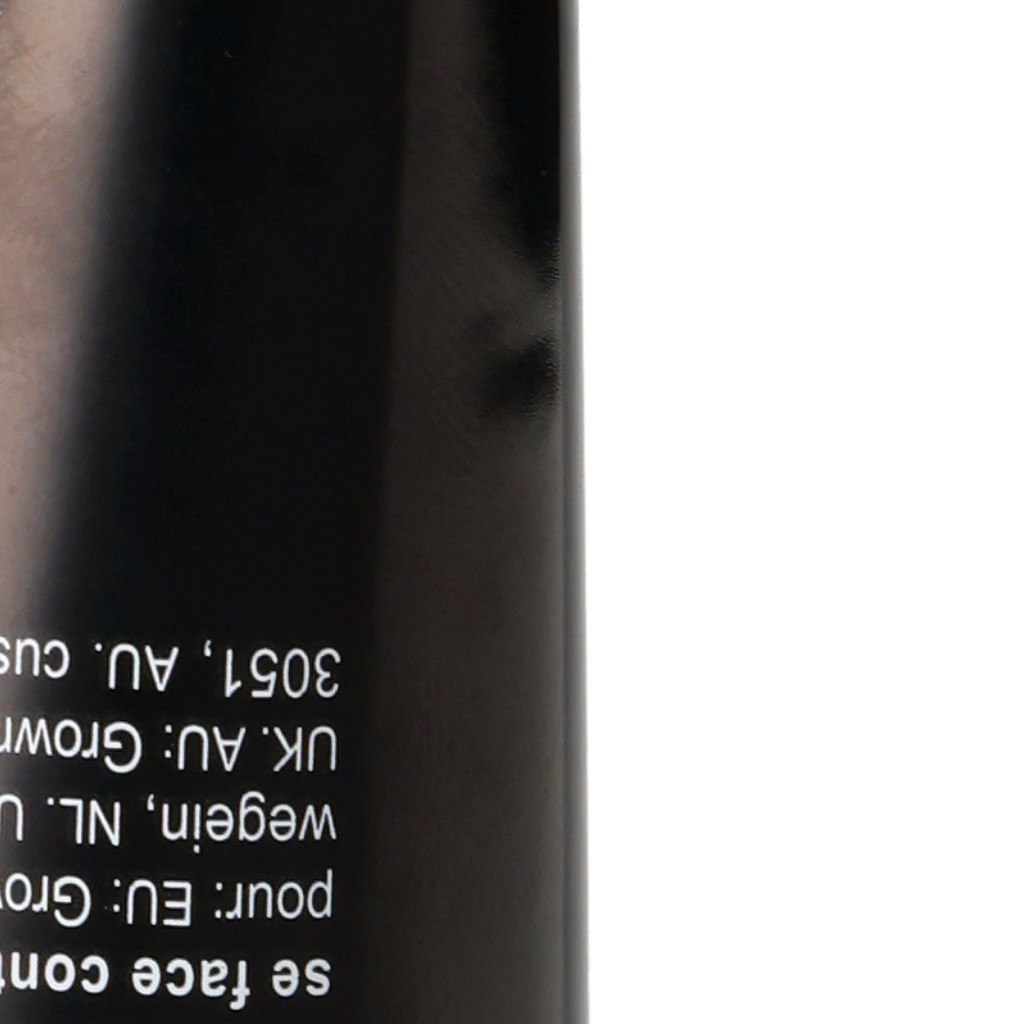 se face cont
pour: EU: Gro
wegein, NL. U
UK. AU: Grown
3051, AU. cus